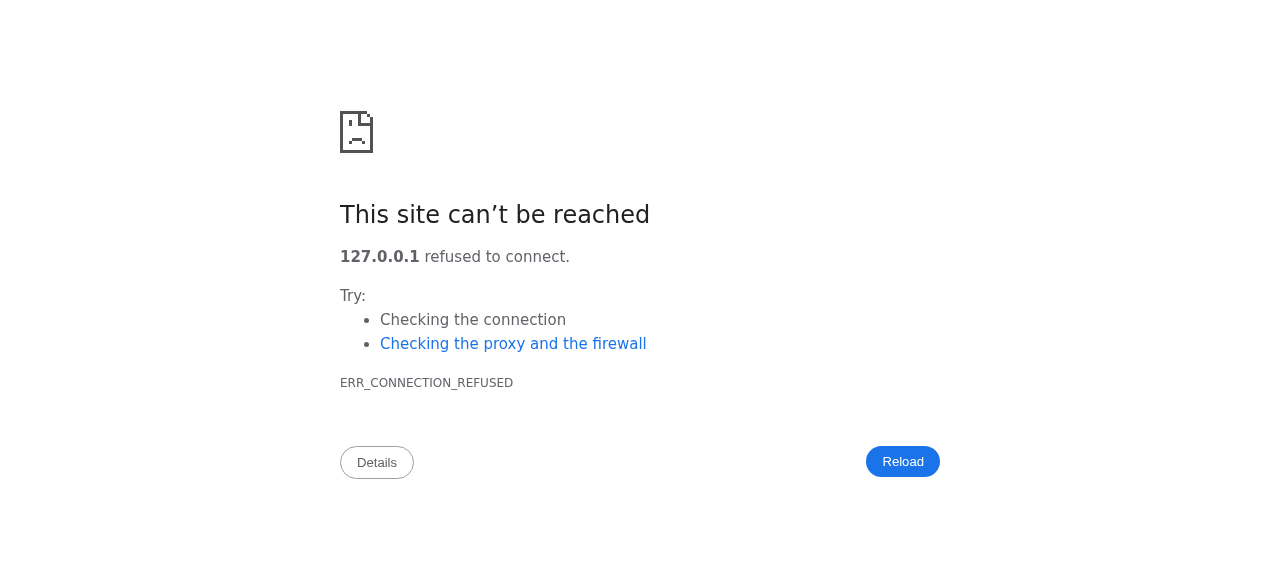 This site can’t be reached
127.0.0.1 refused to connect.
Try:
Checking the connection
Checking the proxy and the firewall
ERR_CONNECTION_REFUSED
Details
Reload